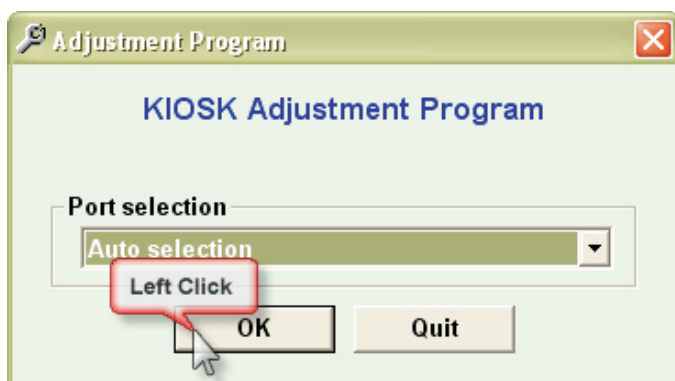 Adjustment Program
KIOSK Adjustment Program
Port selection
Auto selection
Left Click
OK
Quit